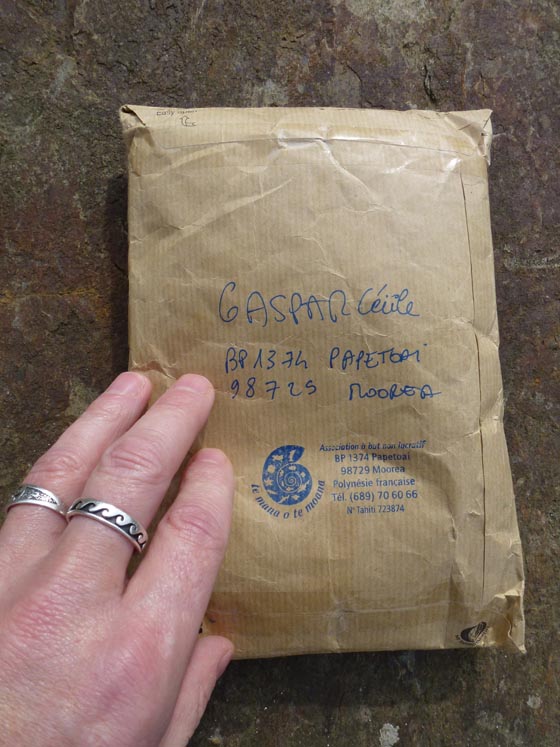 GASPAR Cécile
BP 1374 PAPETOAI
98729 MOOREA
Association à but non lucratif
BP 1374 Papetoai
98729 Moorea
Polynésie française
Tél. (689) 70 60 66
N° Tahiti 723874
te mana o te moana